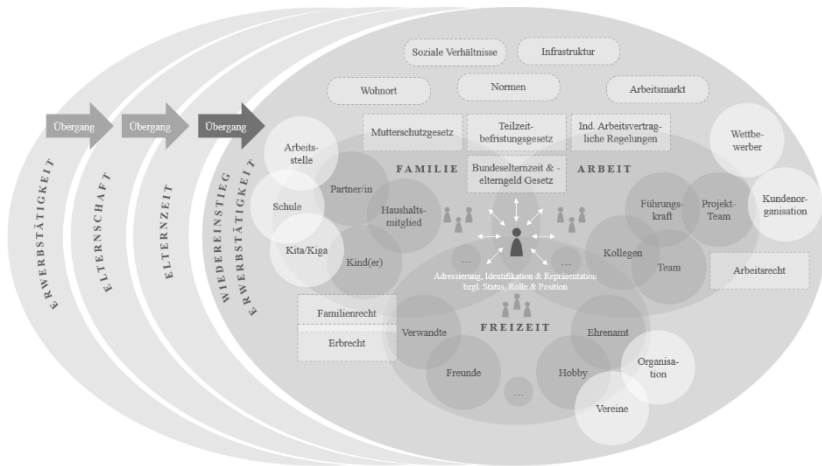 Soziale Verhältnisse
Infrastruktur
Wohnort
Normen
Arbeitsmarkt
Übergang
Übergang
Übergang
Mutterschutzgesetz
Teilzeit-
befristungsgesetz
Ind. Arbeitsvertrag-
liche Regelungen
Wettbe-
werber
Arbeits-
stelle
FAMILIE
Bundeselternzeit & -
elterngeld Gesetz
ARBEIT
Partner/in
Schule
Haushalts-
mitglied
Führungs-
kraft
Projekt-
Team
Kundenor-
ganisation
Kita/Kiga
Kind(er)
...
...
Kollegen
Team
Arbeitsrecht
Adressierung, Identifikation & Repräsentation
bzgl. Status, Rolle & Position
ERWERBSTÄTIGKEIT
ELTERNSCHAFT
ELTERNZEIT
WIEDEREINSTIEG
ERWERBSTÄTIGKEIT
Familienrecht
Erbrecht
FREIZEIT
Verwandte
Ehrenamt
Freunde
Hobby
Organisa-
tion
...
Vereine